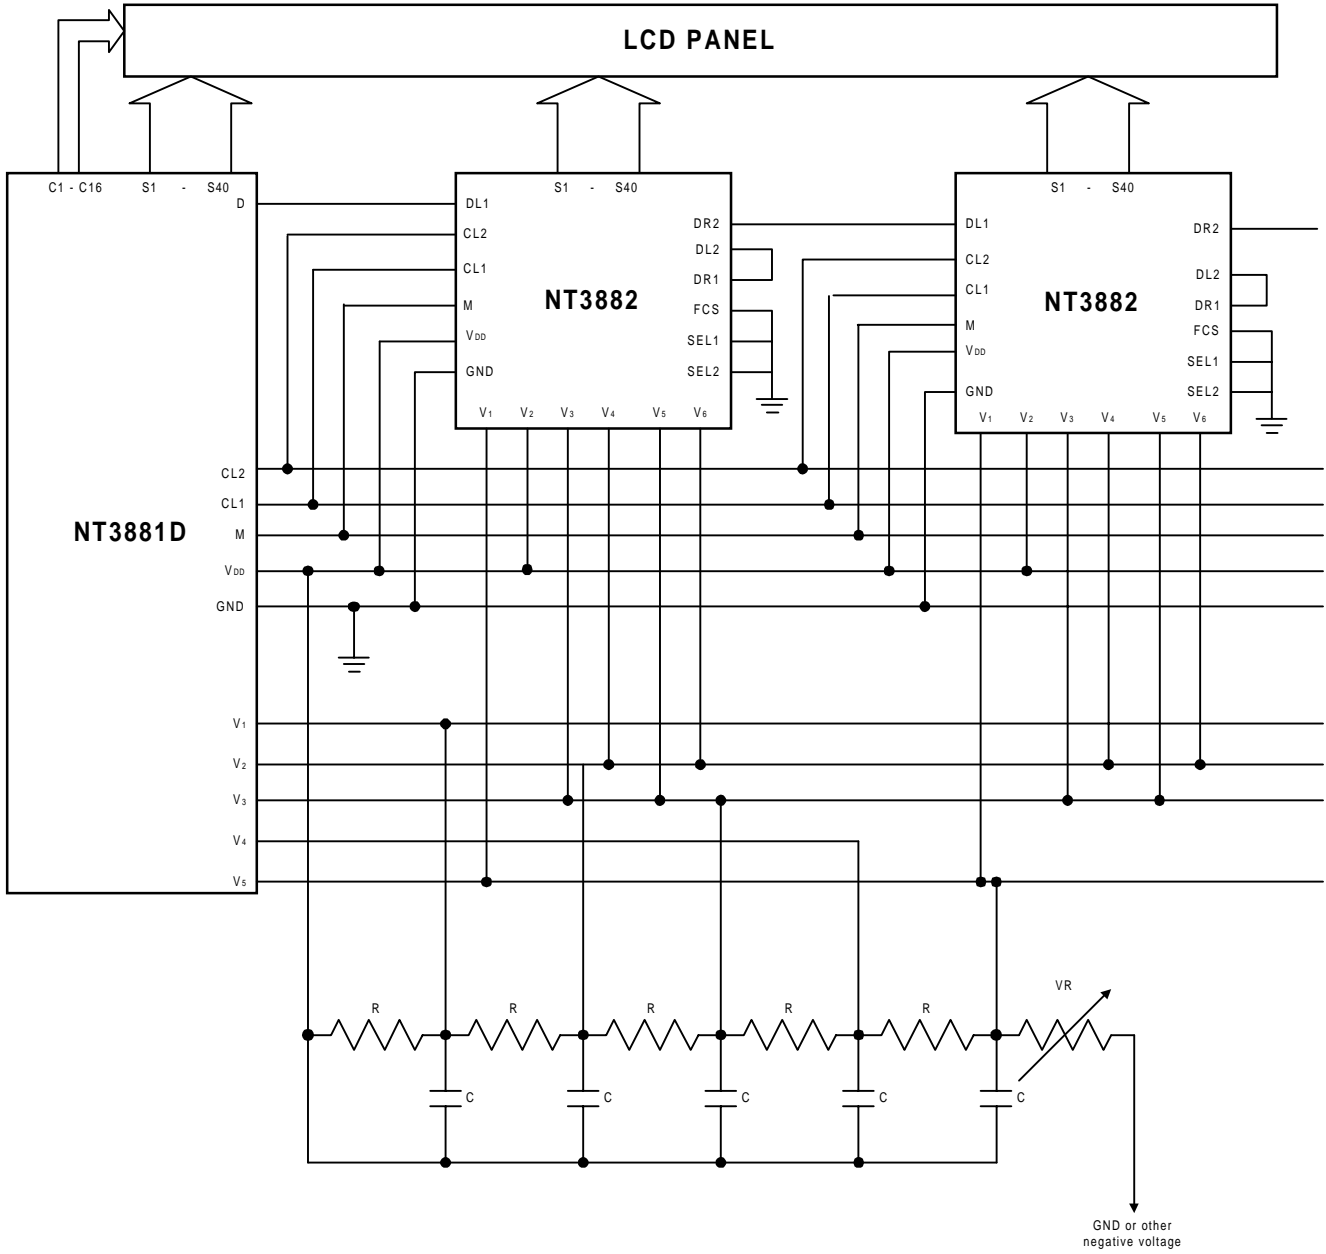 LCD PANEL
C1 - C16 S1 - S40
D
CL2
CL1
M
VDD
GND
V1
V2
V3
V4
V5
NT3881D
S1 - S40
DL1
CL2
CL1
M
VDD
GND
NT3882
DR2
DL2
DR1
FCS
SEL1
SEL2
V1 V2 V3 V4 V5 V6
S1 - S40
DL1
CL2
CL1
M
VDD
GND
NT3882
DR2
DL2
DR1
FCS
SEL1
SEL2
V1 V2 V3 V4 V5 V6
R R R R R VR
C C C C C
GND or other
negative voltage